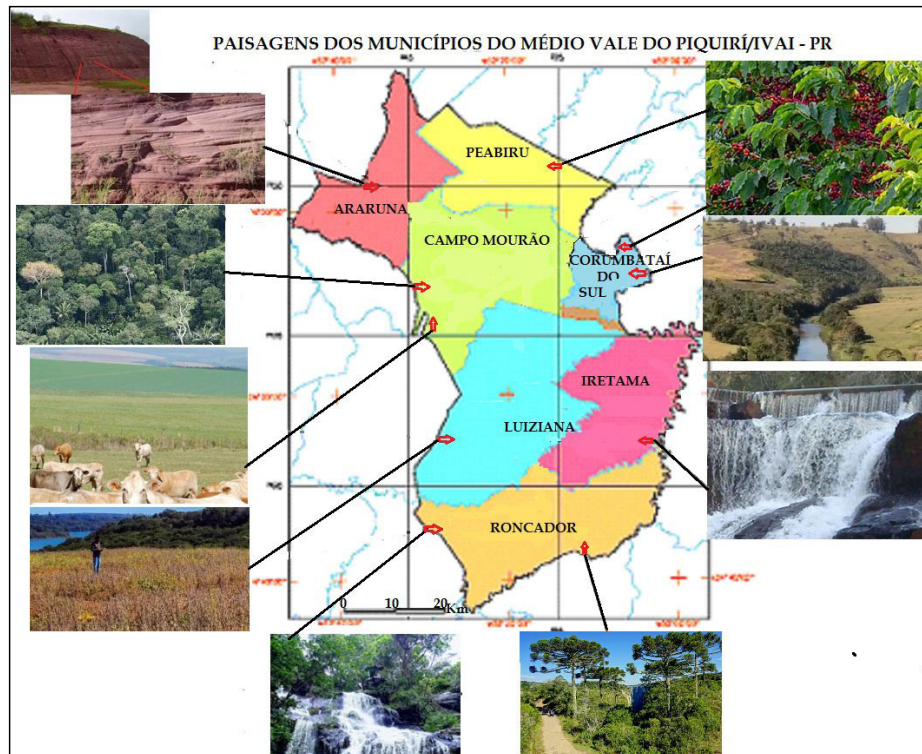 PAISAGENS DOS MUNICÍPIOS DO MÉDIO VALE DO PIQUIRÍ/IVAI - PR
PEABIRU
ARARUNA
CAMPO MOURÃO
CORUMBATAÍ
DO
SUL
IRETAMA
LUIZIANA
RONCADOR
0 10 20 Km